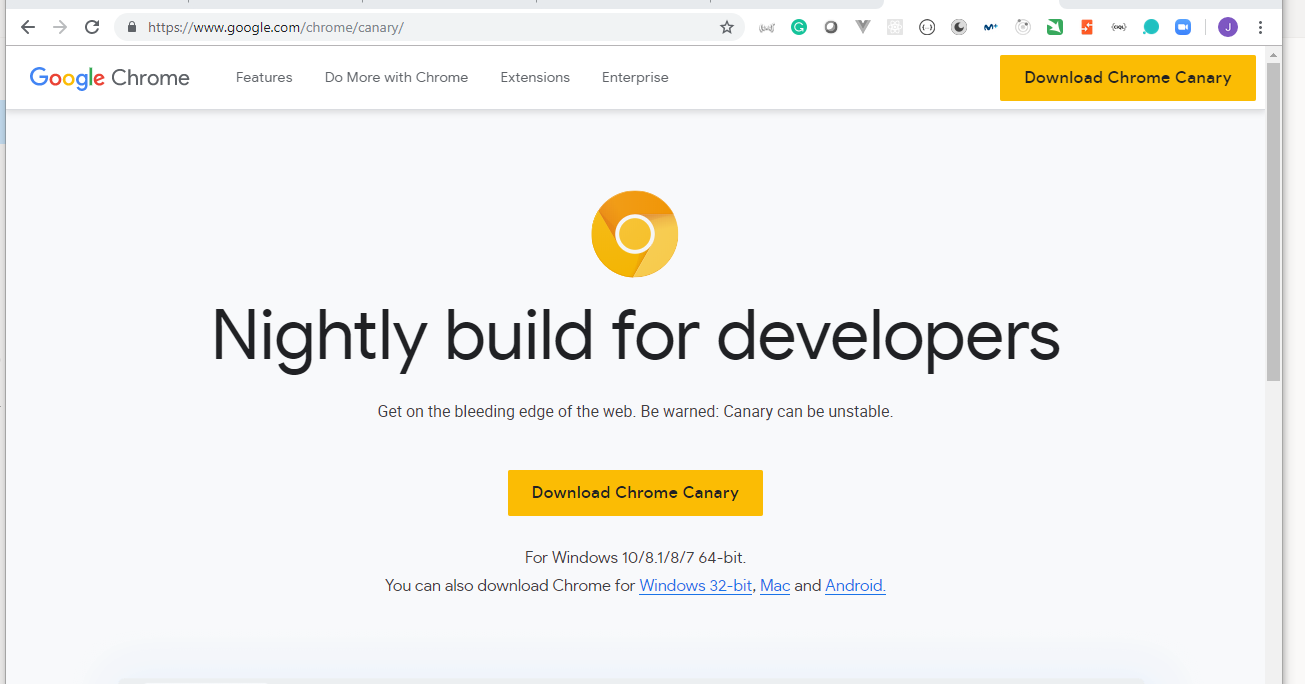 https://www.google.com/chrome/canary/
J
Google Chrome
Features
Do More with Chrome
Extensions
Enterprise
Download Chrome Canary
Nightly build for developers
Get on the bleeding edge of the web. Be warned: Canary can be unstable.
Download Chrome Canary
For Windows 10/8.1/8/7 64-bit.
You can also download Chrome for Windows 32-bit, Mac and Android.